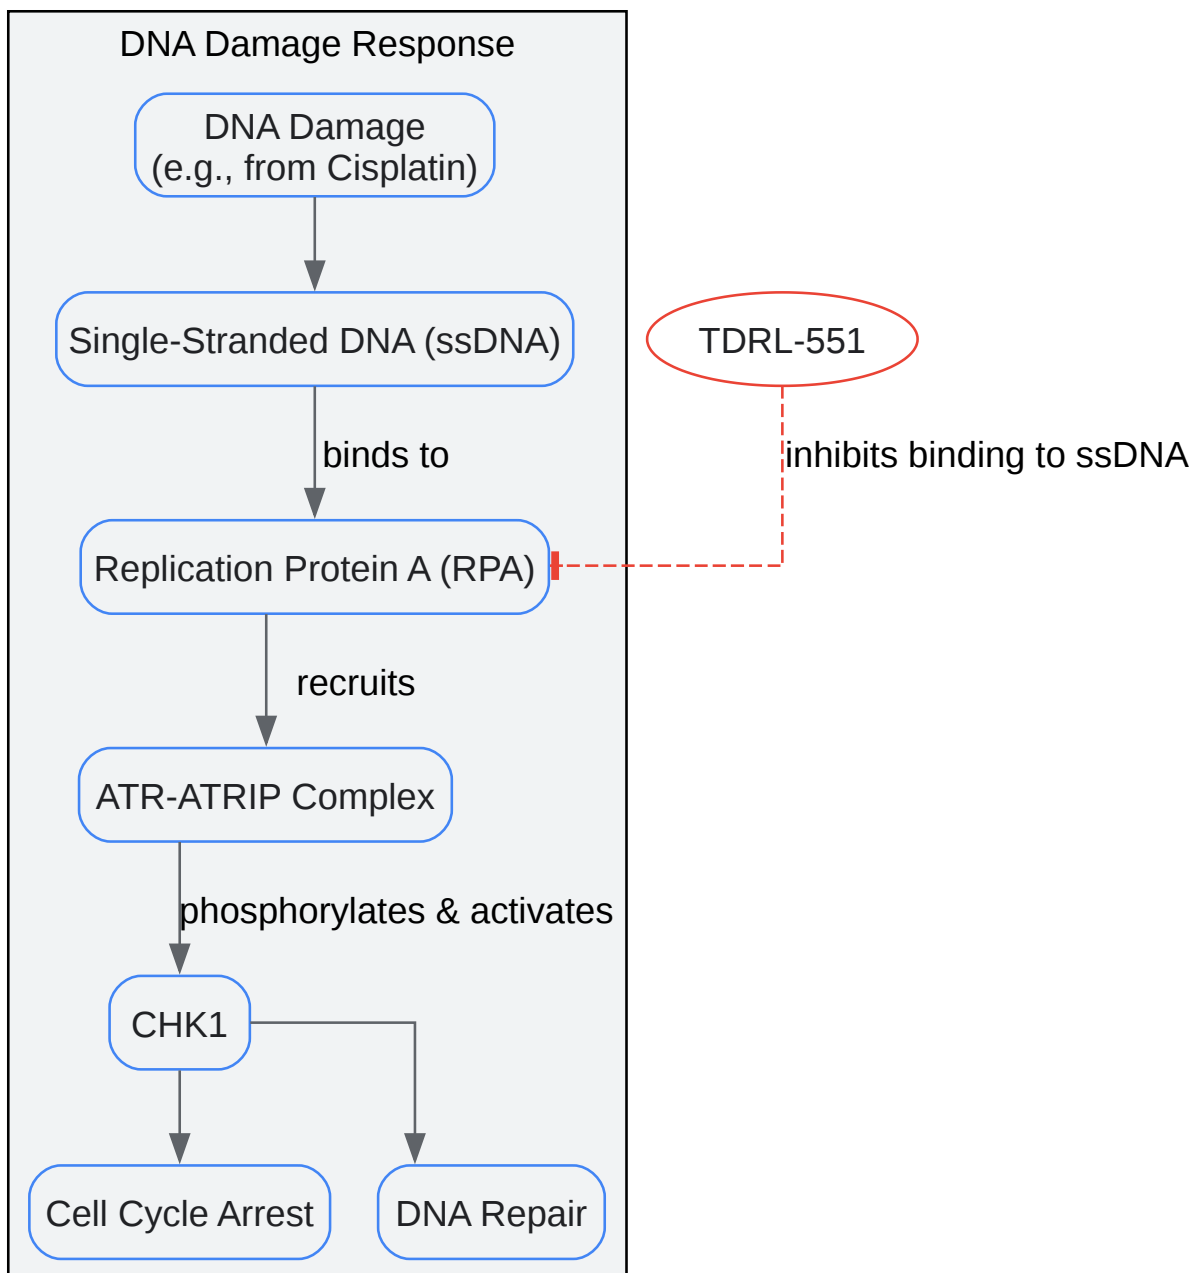 DNA Damage Response
DNA Damage
(e.g., from Cisplatin)
Single-Stranded DNA (ssDNA)
TDRL-551
binds to
inhibits binding to ssDNA
Replication Protein A (RPA)
recruits
ATR-ATRIP Complex
phosphorylates & activates
CHK1
Cell Cycle Arrest
DNA Repair